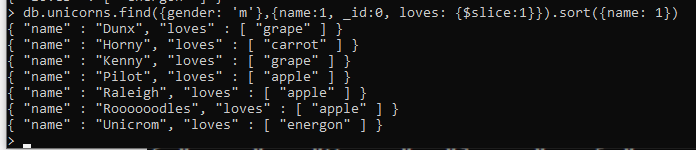 > db.unicorns.find({gender: 'm'},{name:1, _id:0, loves: {$slice:1}}).sort({name: 1})
{ "name" : "Dunx", "loves" : [ "grape" ] }
{ "name" : "Horny", "loves" : [ "carrot" ] }
{ "name" : "Kenny", "loves" : [ "grape" ] }
{ "name" : "Pilot", "loves" : [ "apple" ] }
{ "name" : "Raleigh", "loves" : [ "apple" ] }
{ "name" : "Roooooodles", "loves" : [ "apple" ] }
{ "name" : "Unicrom", "loves" : [ "energon" ] }
>